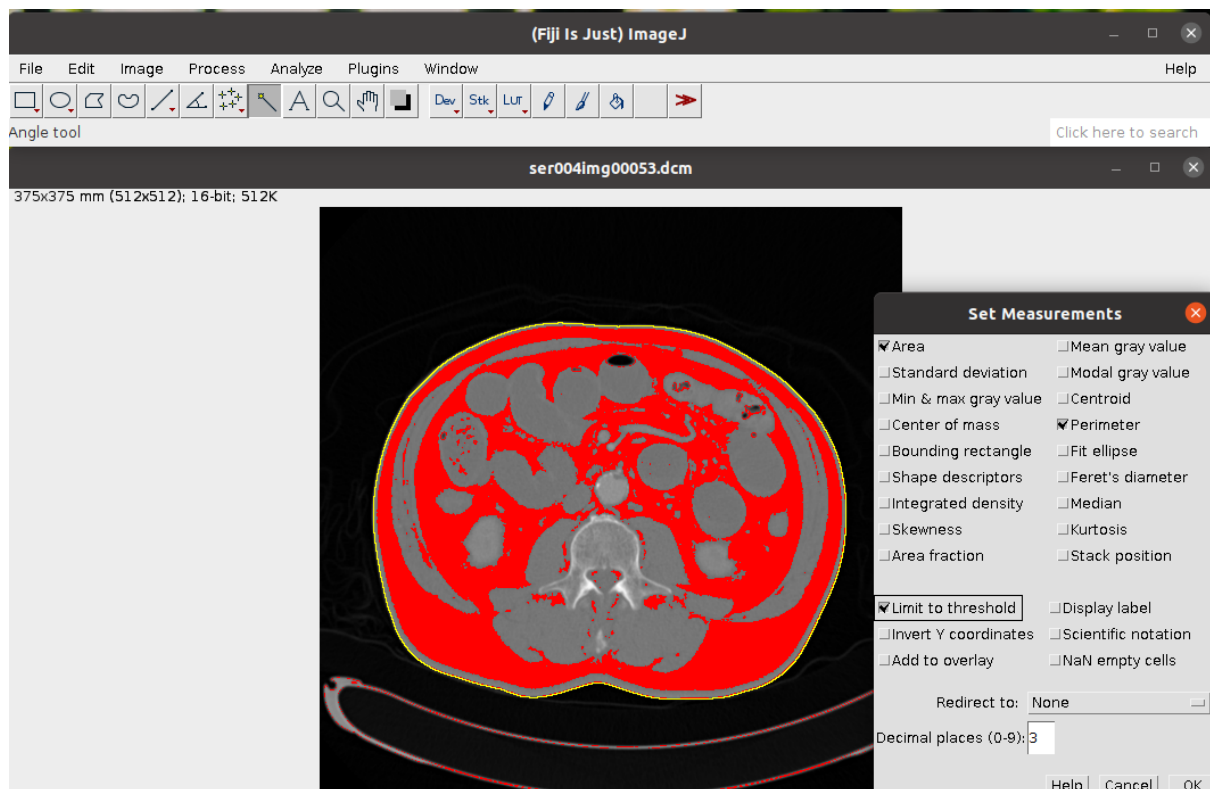 (Fiji Is Just) ImageJ
File Edit Image Process Analyze Plugins Window Help
A Dev Stk LUT
Angle tool Click here to search
ser004img00053.dcm
375x375 mm (512x512); 16-bit; 512K
Set Measurements
Area Mean gray value
Standard deviation Modal gray value
Min & max gray value Centroid
Center of mass Perimeter
Bounding rectangle Fit ellipse
Shape descriptors Feret's diameter
Integrated density Median
Skewness Kurtosis
Area fraction Stack position
Limit to threshold Display label
Invert Y coordinates Scientific notation
Add to overlay NaN empty cells
Redirect to: None
Decimal places (0-9): 3
Help Cancel OK